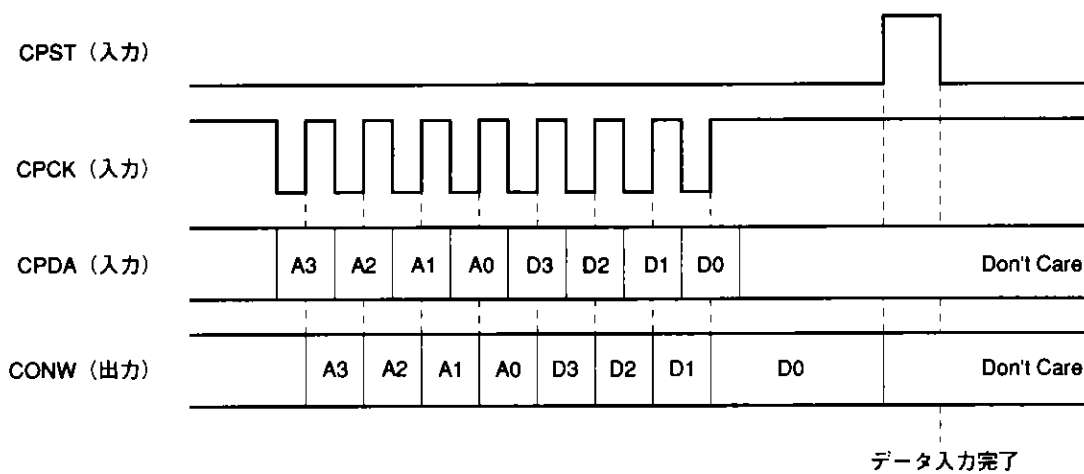 CPST（入力）
CPCK（入力）
CPDA（入力） A3 A2 A1 A0 D3 D2 D1 D0 Don't Care
CONW（出力） A3 A2 A1 A0 D3 D2 D1 D0 Don't Care
データ入力完了